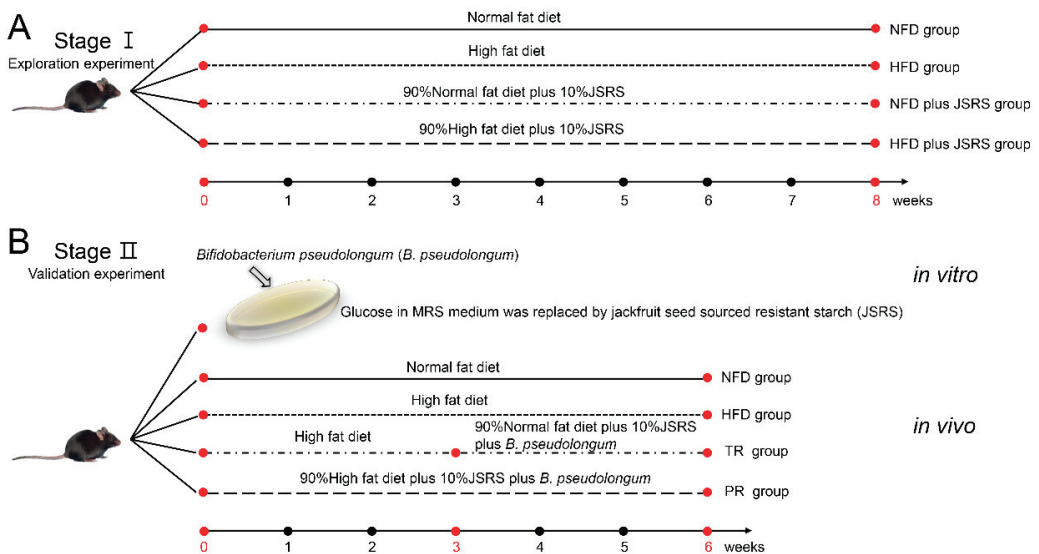 A
Stage Ⅰ
Exploration experiment
Normal fat diet
NFD group
High fat diet
HFD group
90%Normal fat diet plus 10%JSRS
NFD plus JSRS group
90%High fat diet plus 10%JSRS
HFD plus JSRS group
0 1 2 3 4 5 6 7 8 weeks
B
Stage Ⅱ
Validation experiment
Bifidobacterium pseudolongum (B. pseudolongum)
in vitro
Glucose in MRS medium was replaced by jackfruit seed sourced resistant starch (JSRS)
Normal fat diet
NFD group
High fat diet
HFD group
in vivo
High fat diet
90%Normal fat diet plus 10%JSRS
plus B. pseudolongum
TR group
90%High fat diet plus 10%JSRS plus B. pseudolongum
PR group
0 1 2 3 4 5 6 weeks